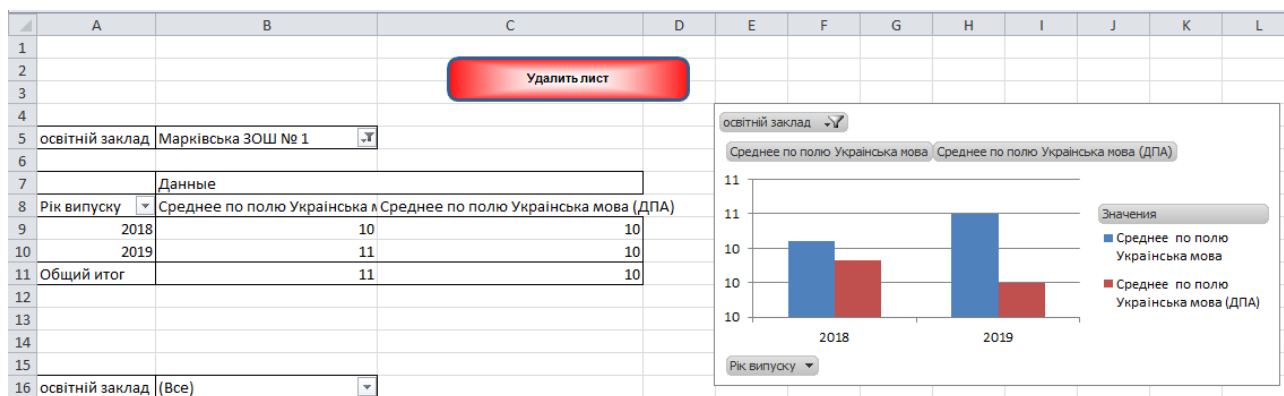 A B C D E F G H I J K L
1
2 Удалить лист
3
4
5 освітній заклад Марківська ЗОШ № 1
6
7 Данные
8 Рік випуску Среднее по полю Українська Среднее по полю Українська мова (ДПА)
9 2018 10 10
10 2019 11 10
11 Общий итог 11 10
12
13
14
15
16 освітній заклад (Все)
освітній заклад
Среднее по полю Українська мова Среднее по полю Українська мова (ДПА)
11
11
10
10
10
2018 2019
Рік випуску
Значения
Среднее по полю
Українська мова
Среднее по полю
Українська мова (ДПА)